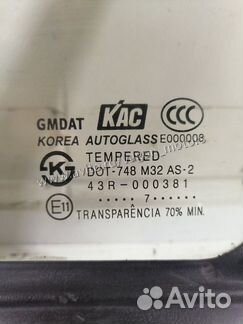 GMDAT KAC CCC
KOREA AUTOGLASS E000008
TEMPERED
DOT-748 M32 AS-2
43R-000381
E11 ..... 7 ......
TRANSPARÊNCIA 70% MIN.
Avito